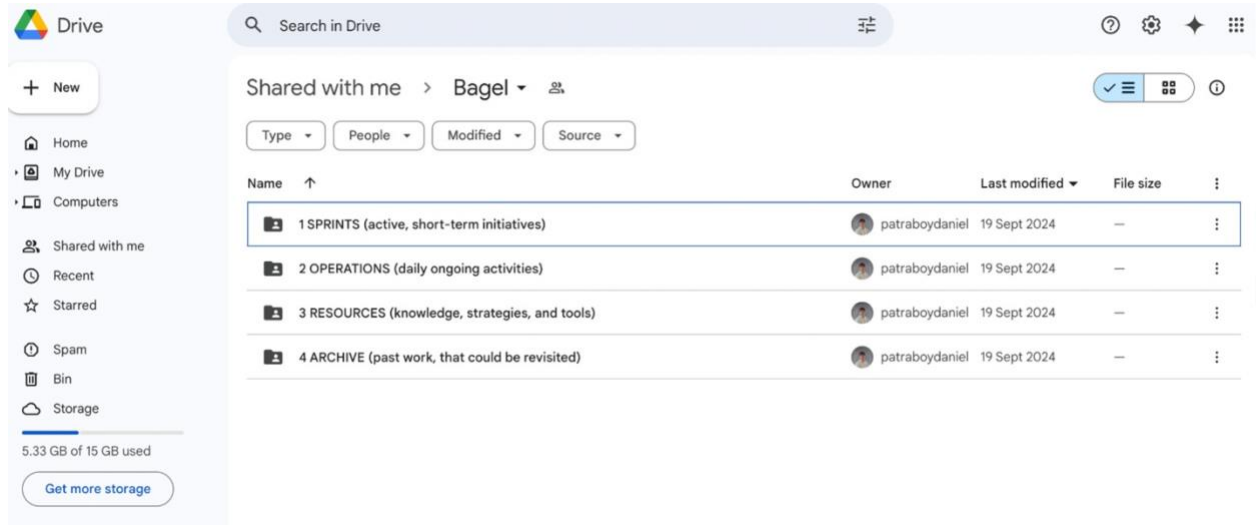 Drive
Search in Drive
New
Home
My Drive
Computers
Shared with me
Recent
Starred
Spam
Bin
Storage
5.33 GB of 15 GB used
Get more storage
Shared with me > Bagel
Type People Modified Source
Name Owner Last modified File size
1 SPRINTS (active, short-term initiatives) patraboydaniel 19 Sept 2024 —
2 OPERATIONS (daily ongoing activities) patraboydaniel 19 Sept 2024 —
3 RESOURCES (knowledge, strategies, and tools) patraboydaniel 19 Sept 2024 —
4 ARCHIVE (past work, that could be revisited) patraboydaniel 19 Sept 2024 —